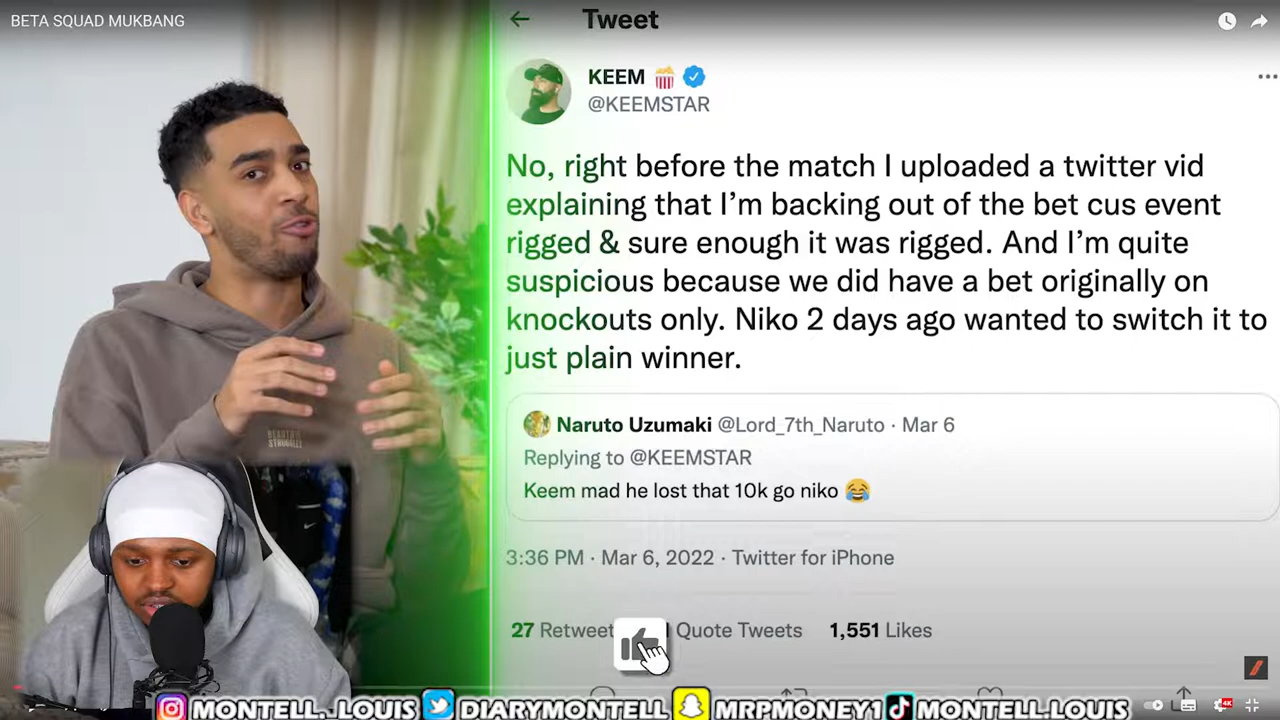 BETA SQUAD MUKBANG
Tweet
KEEM 🍿
@KEEMSTAR
No, right before the match I uploaded a twitter vid
explaining that I’m backing out of the bet cus event
rigged & sure enough it was rigged. And I’m quite
suspicious because we did have a bet originally on
knockouts only. Niko 2 days ago wanted to switch it to
just plain winner.
Naruto Uzumaki @Lord_7th_Naruto · Mar 6
Replying to @KEEMSTAR
Keem mad he lost that 10k go niko 😂
3:36 PM · Mar 6, 2022 · Twitter for iPhone
27 Retweet Quote Tweets 1,551 Likes
BEAUTIFUL
STRUGGLES
4K
MONTELL._.LOUIS DIARYMONTELL MRPMONEY1 MONTELL.LOUIS